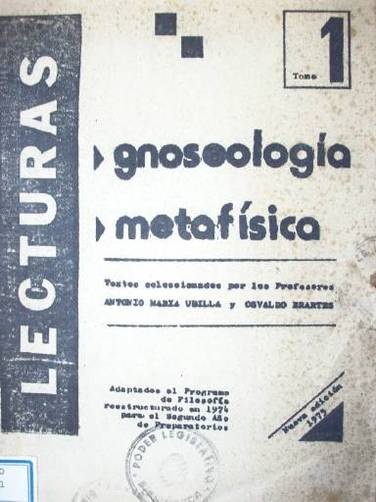 LECTURAS
Tomo 1
gnoseología
metafísica
Textos seleccionados por los Profesores
ANTONIO MARIA UBILLA y OSVALDO
Adaptados al Programa
de Filosofía
reestructurado en 1974
para el Segundo Año
de Preparatorios
Nueva edición
1975
PODER LEGISLATIVO